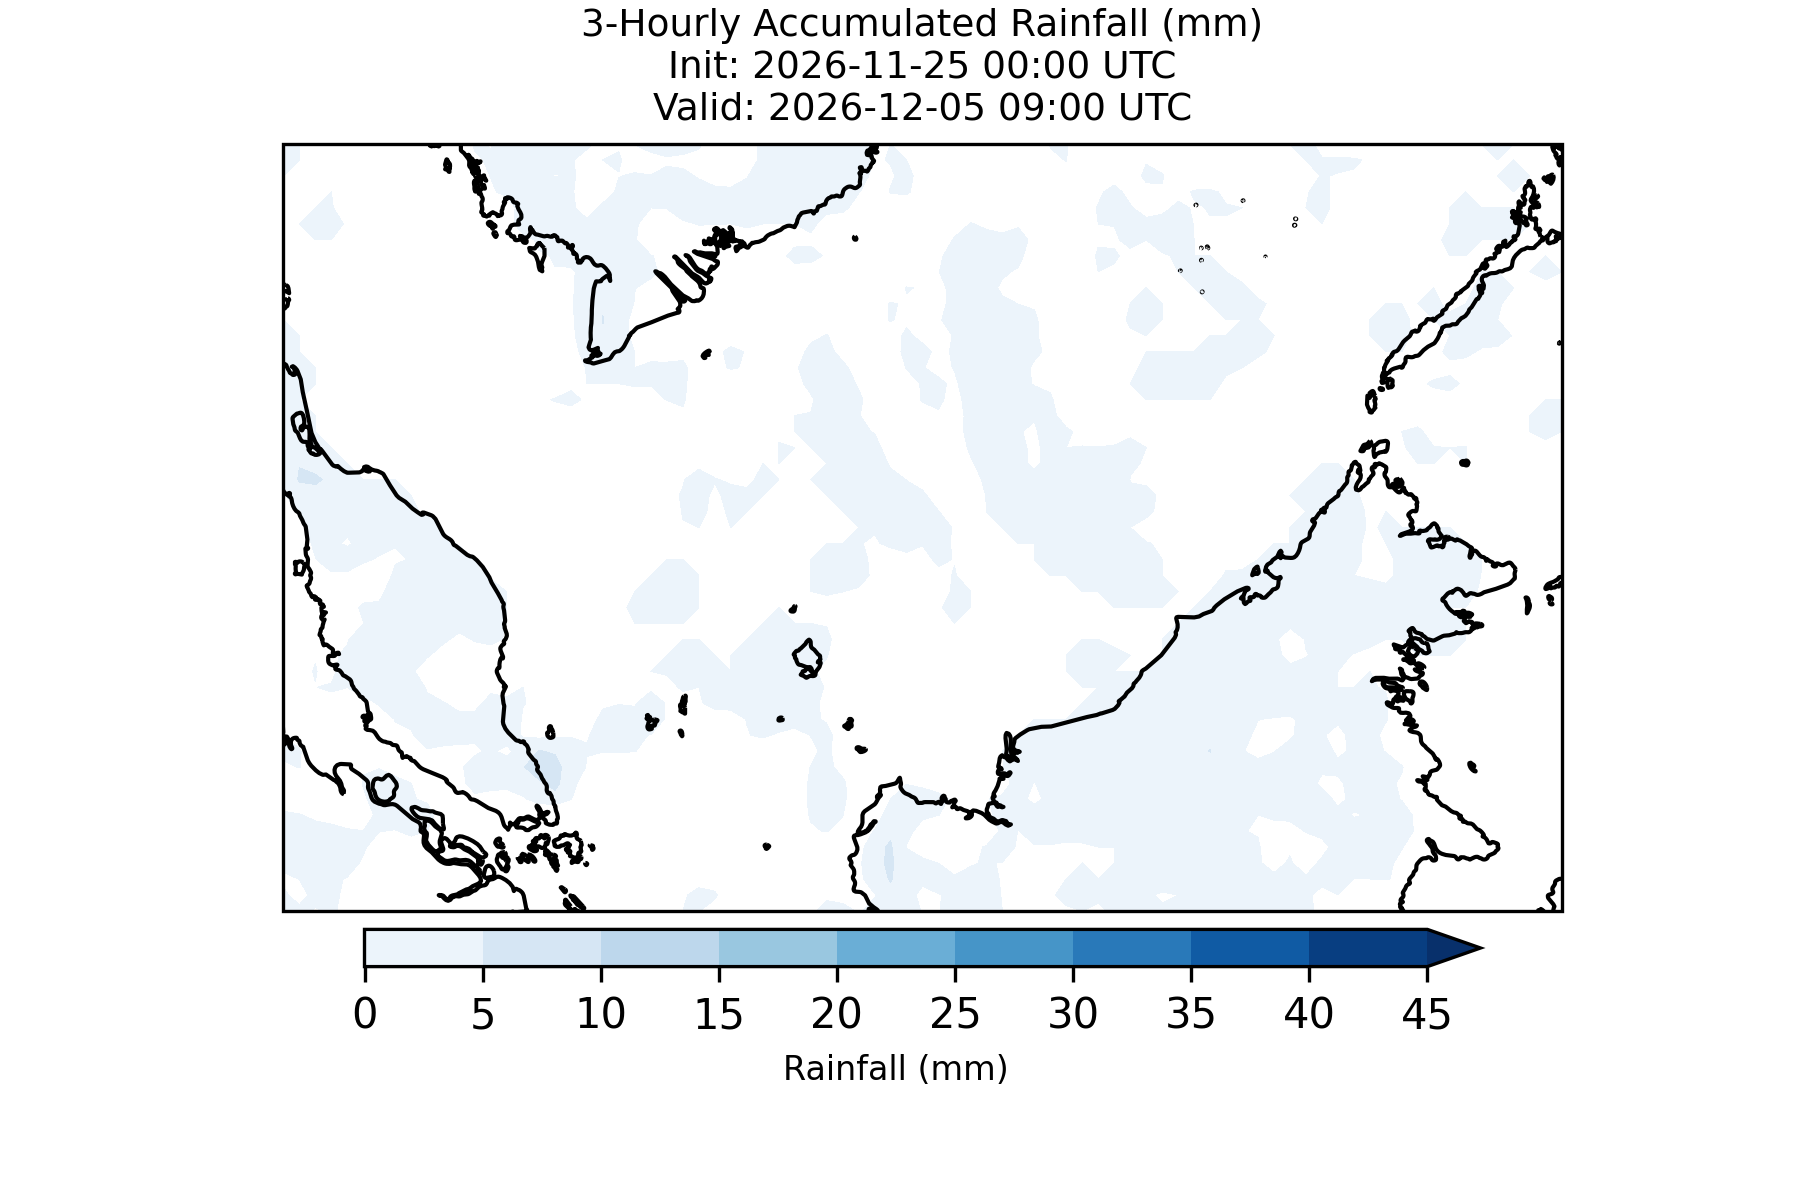 3-Hourly Accumulated Rainfall (mm)
Init: 2026-11-25 00:00 UTC
Valid: 2026-12-05 09:00 UTC
0 5 10 15 20 25 30 35 40 45
Rainfall (mm)